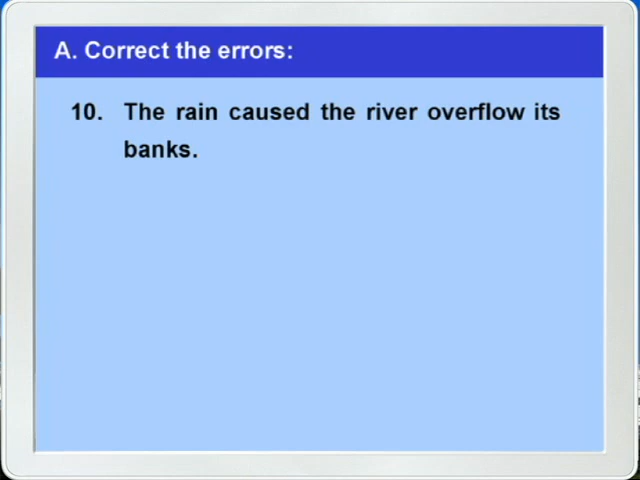 A. Correct the errors:
10. The rain caused the river overflow its
banks.